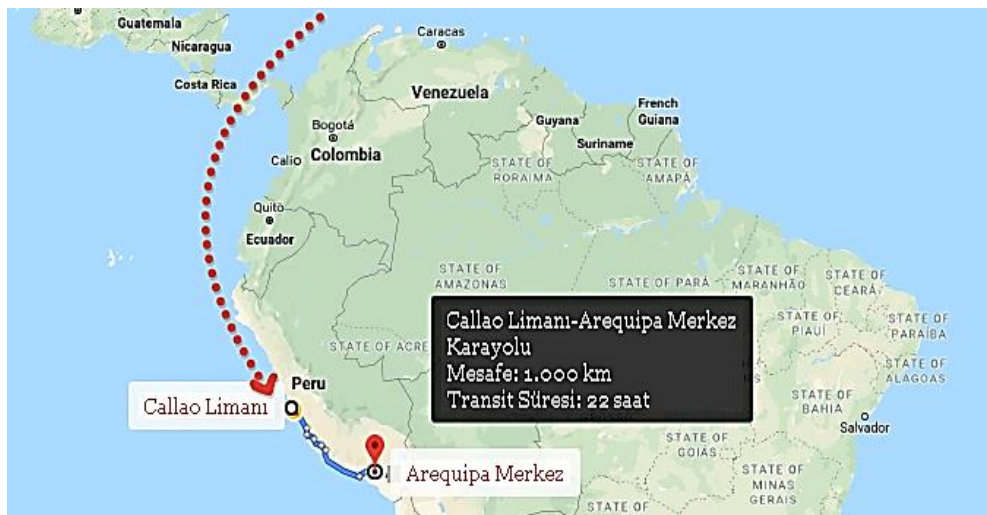 Guatemala
Nicaragua
Costa Rica
Caracas
Venezuela
Guyana
French
Guiana
Suriname
Bogotá
Colombia
Calio
STATE OF
RORAIMA
STATE OF
AMAPÁ
Quito
Ecuador
STATE OF
AMAZONAS
STATE OF PARÁ
STATE OF
MARANHÃO
STATE OF
CEARÁ
STATE OF
PIAUÍ
STATE OF
PARAÍBA
STATE OF ACRE
STATE OF
ALAGOAS
Callao Limanı-Arequipa Merkez
Karayolu
Mesafe: 1.000 km
Transit Süresi: 22 saat
Peru
Callao Limanı
STATE OF
BAHIA
Salvador
STATE OF
GOIÁS
Arequipa Merkez
STATE OF
MINAS
GERAIS
STATE OF